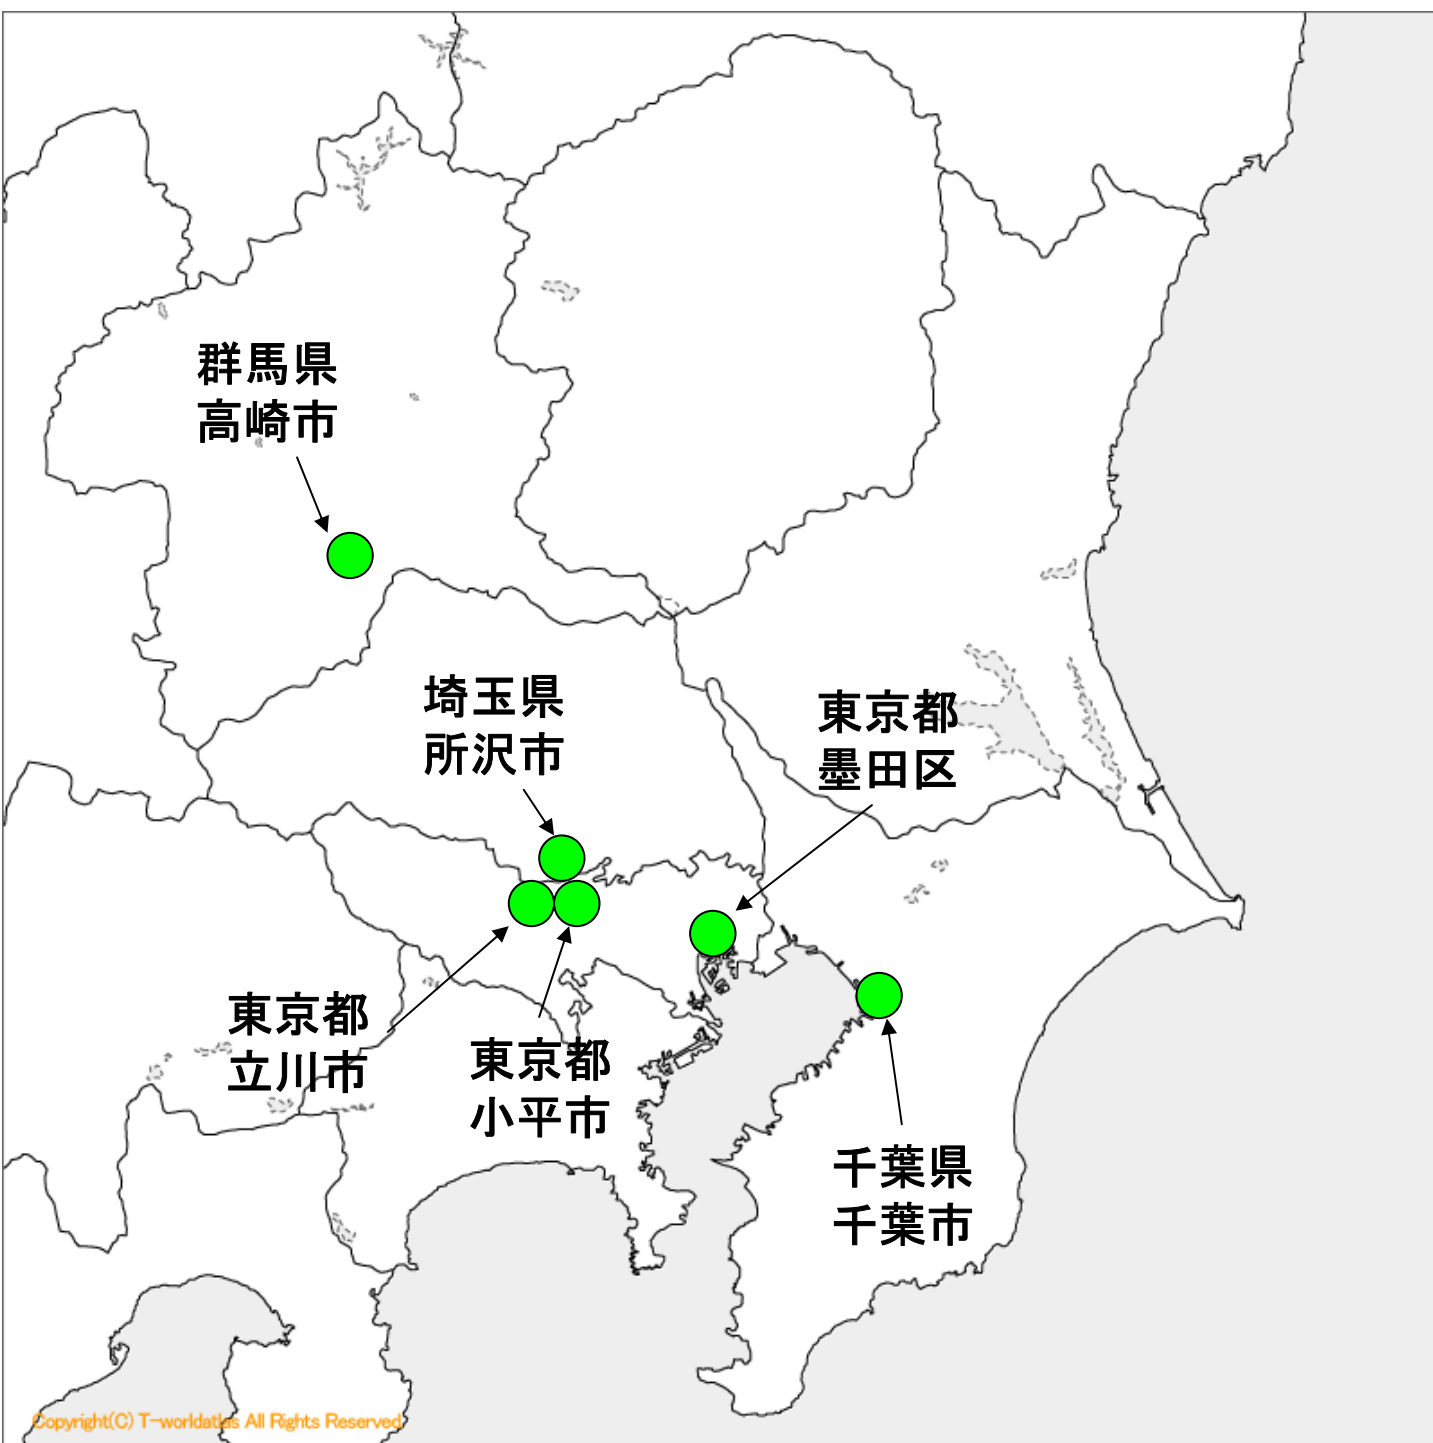 群馬県
高崎市
埼玉県
所沢市
東京都
墨田区
東京都
立川市
東京都
小平市
千葉県
千葉市
Copyright(C) T-worldatlas All Rights Reserved.